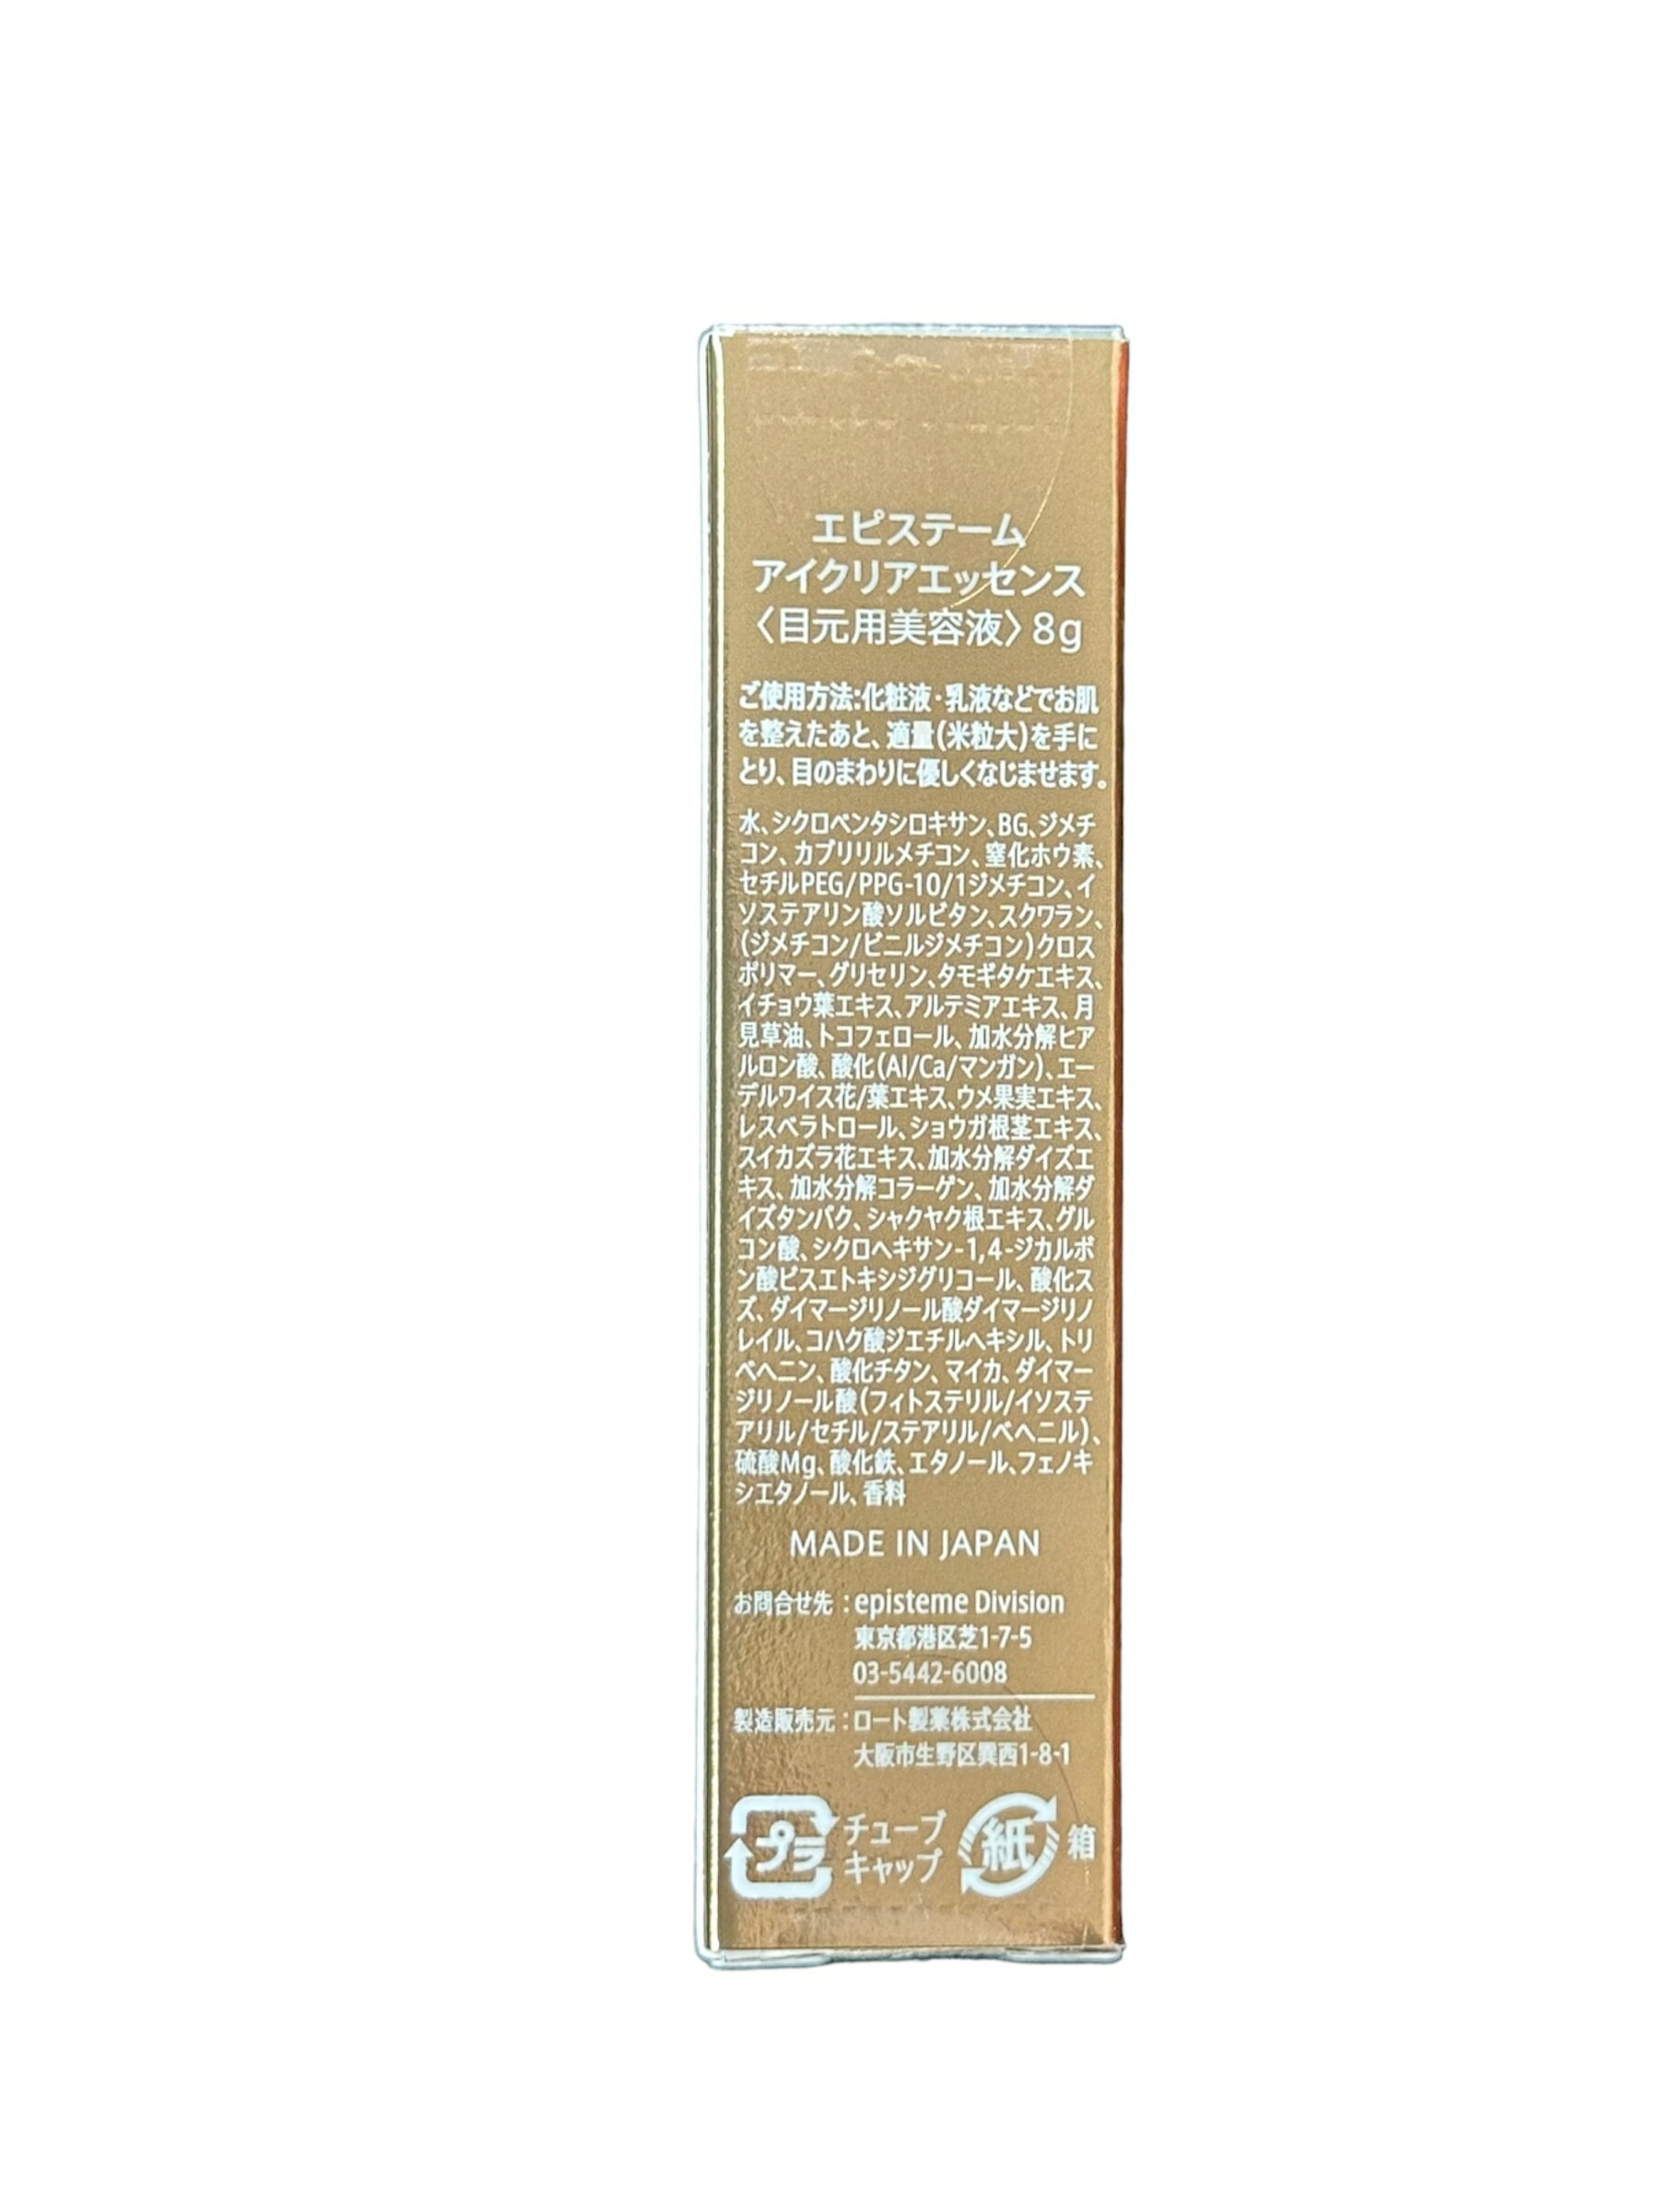 エピステーム
アイクリアエッセンス
〈目元用美容液〉8g
ご使用方法:化粧液・乳液などでお肌
を整えたあと、適量(米粒大)を手に
とり、目のまわりに優しくなじませます。
水、シクロペンタシロキサン、BG、ジメチ
コン、カプリリルメチコン、窒化ホウ素、
セチルPEG/PPG-10/1ジメチコン、イ
ソステアリン酸ソルビタン、スクワラン、
(ジメチコン/ビニルジメチコン)クロス
ポリマー、グリセリン、タモギタケエキス、
イチョウ葉エキス、アルテミアエキス、月
見草油、トコフェロール、加水分解ヒア
ルロン酸、酸化(Al/Ca/マンガン)、エー
デルワイス花/葉エキス、ウメ果実エキス、
レスベラトロール、ショウガ根茎エキス、
スイカズラ花エキス、加水分解ダイズエ
キス、加水分解コラーゲン、加水分解ダ
イズタンパク、シャクヤク根エキス、グル
コン酸、シクロヘキサン-1,4-ジカルボ
ン酸ビスエトキシジグリコール、酸化ス
ズ、ダイマージリノール酸ダイマージリノ
レイル、コハク酸ジエチルヘキシル、トリ
ベヘニン、酸化チタン、マイカ、ダイマー
ジリノール酸(フィトステリル/イソステ
アリル/セチル/ステアリル/ベヘニル)、
硫酸Mg、酸化鉄、エタノール、フェノキ
シエタノール、香料
MADE IN JAPAN
お問合せ先:episteme Division
東京都港区芝1-7-5
03-5442-6008
製造販売元:ロート製薬株式会社
大阪市生野区巽西1-8-1
プラ チューブ
キャップ
紙 箱